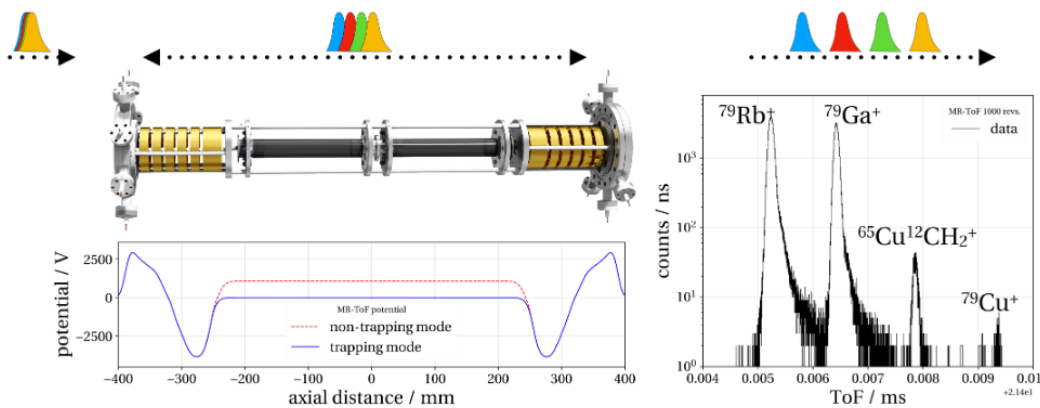 potential / V
2500
0
−2500
MR-ToF potential
non-trapping mode
trapping mode
−400 −300 −200 −100 0 100 200 300 400
axial distance / mm
⁷⁹Rb⁺ ⁷⁹Ga⁺ MR-ToF 1000 revs.
data
⁶⁵Cu¹²CH₂⁺
⁷⁹Cu⁺
counts / ns
10³
10²
10¹
10⁰
0.004 0.005 0.006 0.007 0.008 0.009 0.01
ToF / ms
+2.14e1